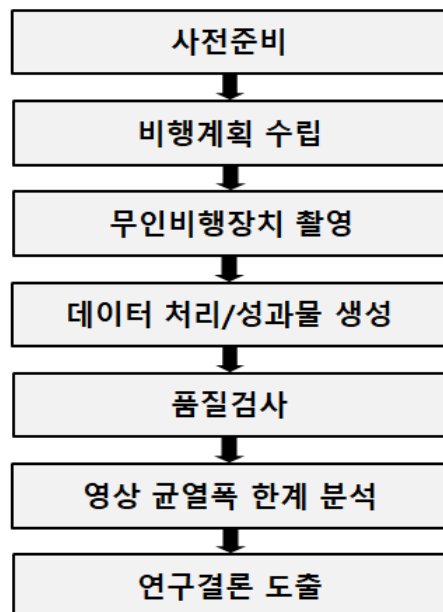 사전준비
비행계획 수립
무인비행장치 촬영
데이터 처리/성과물 생성
품질검사
영상 균열폭 한계 분석
연구결론 도출